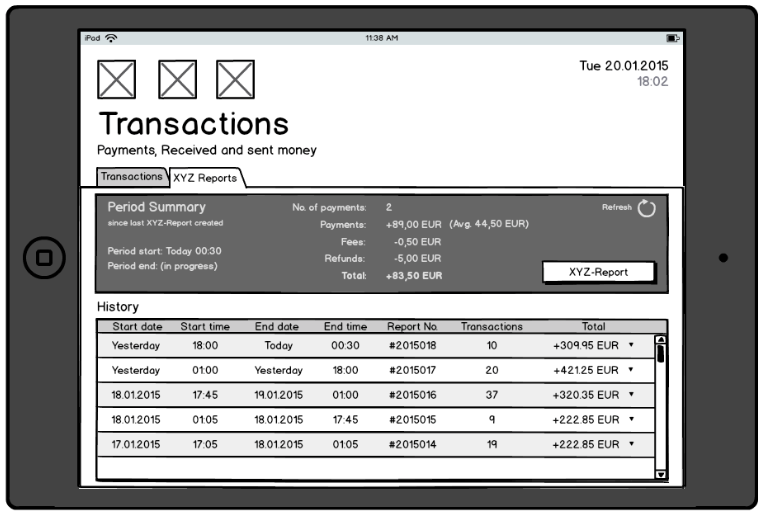 iPod 11:38 AM
Tue 20.01.2015
18:02
Transactions
Payments, Received and sent money
Transactions XYZ Reports
Period Summary
since last XYZ-Report created
Period start: Today 00:30
Period end: (in progress)
No. of payments: 2
Payments: +89,00 EUR (Avg. 44,50 EUR)
Fees: -0,50 EUR
Refunds: -5,00 EUR
Total: +83,50 EUR
Refresh
XYZ-Report
History
Start date Start time End date End time Report No. Transactions Total
Yesterday 18:00 Today 00:30 #2015018 10 +309.95 EUR
Yesterday 01:00 Yesterday 18:00 #2015017 20 +421.25 EUR
18.01.2015 17:45 19.01.2015 01:00 #2015016 37 +320.35 EUR
18.01.2015 01:05 18.01.2015 17:45 #2015015 9 +222.85 EUR
17.01.2015 17:05 18.01.2015 01:05 #2015014 19 +222.85 EUR